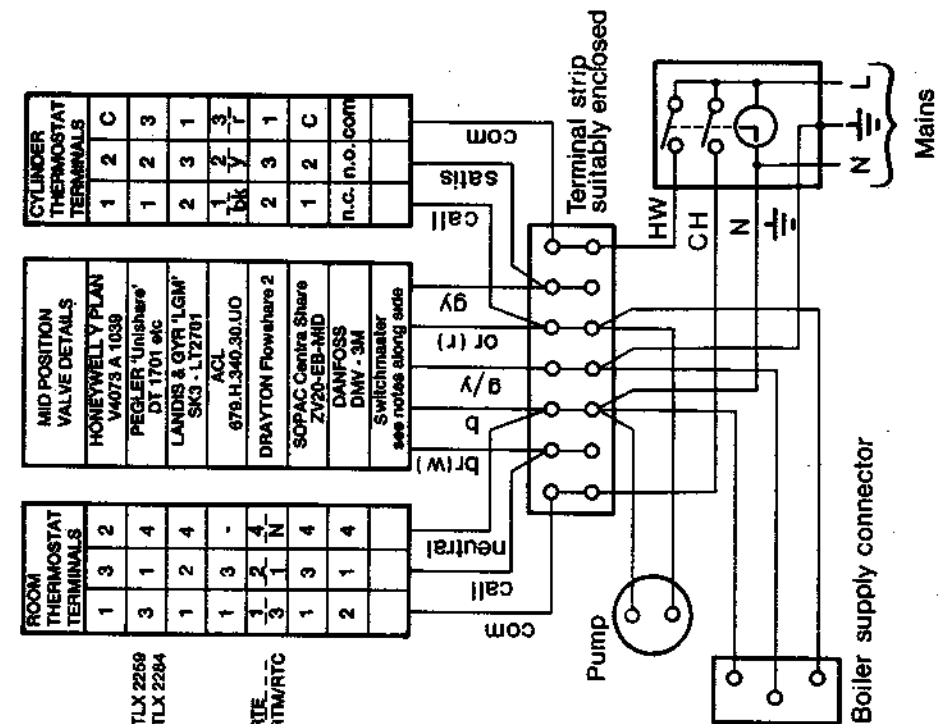 CYLINDER
THERMOSTAT
TERMINALS
1 2 C
1 2 3
2 3 1
1 2 3
bk y r
2 3 1
1 2 C
n.c. n.o. com
MID POSITION
VALVE DETAILS
HONEYWELL Y PLAN
V4073 A 1039
PEGLER 'Unishare'
DT 1701 etc
LANDIS & GYR 'LGM'
SK3 - LT2701
ACL
679.H.340.30.UO
DRAYTON Flowshare 2
SOPAC Centra Share
ZV20-EB-MID
DANFOSS
DMV - 3M
Switchmaster
see notes along side
ROOM
THERMOSTAT
TERMINALS
1 3 2
TLX 2259
TLX 2284
3 1 4
1 2 4
1 3 -
RTE
RTM/RTC
1 2 4
3 1 N
1 3 4
2 1 4
com
satis
call
gy
or (r)
g/y
b
br(w)
neutral
call
com
Terminal strip
suitably enclosed
HW
CH
N
L
N
Mains
Pump
Boiler supply connector